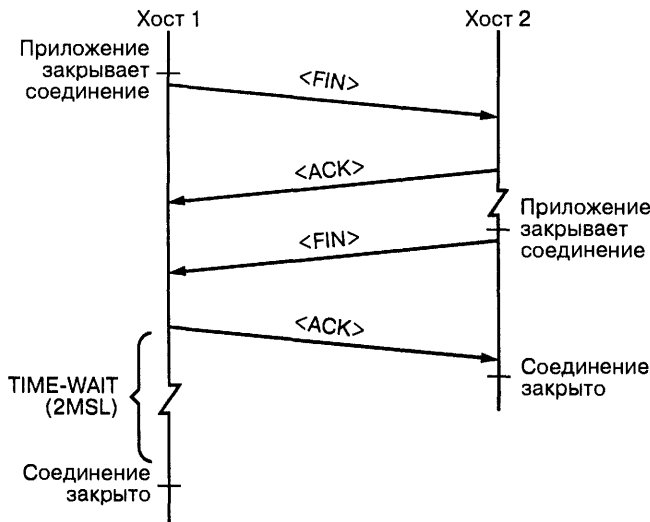 Хост 1
Хост 2
Приложение
закрывает
соединение
<FIN>
<ACK>
Приложение
закрывает
соединение
<FIN>
<ACK>
TIME-WAIT
(2MSL)
Соединение
закрыто
Соединение
закрыто